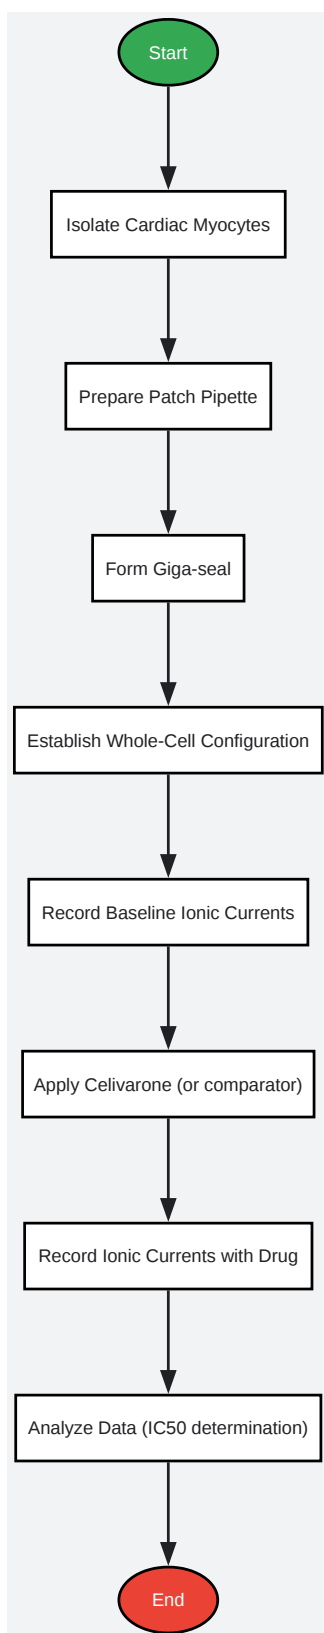 Start
Isolate Cardiac Myocytes
Prepare Patch Pipette
Form Giga-seal
Establish Whole-Cell Configuration
Record Baseline Ionic Currents
Apply Celivarone (or comparator)
Record Ionic Currents with Drug
Analyze Data (IC50 determination)
End